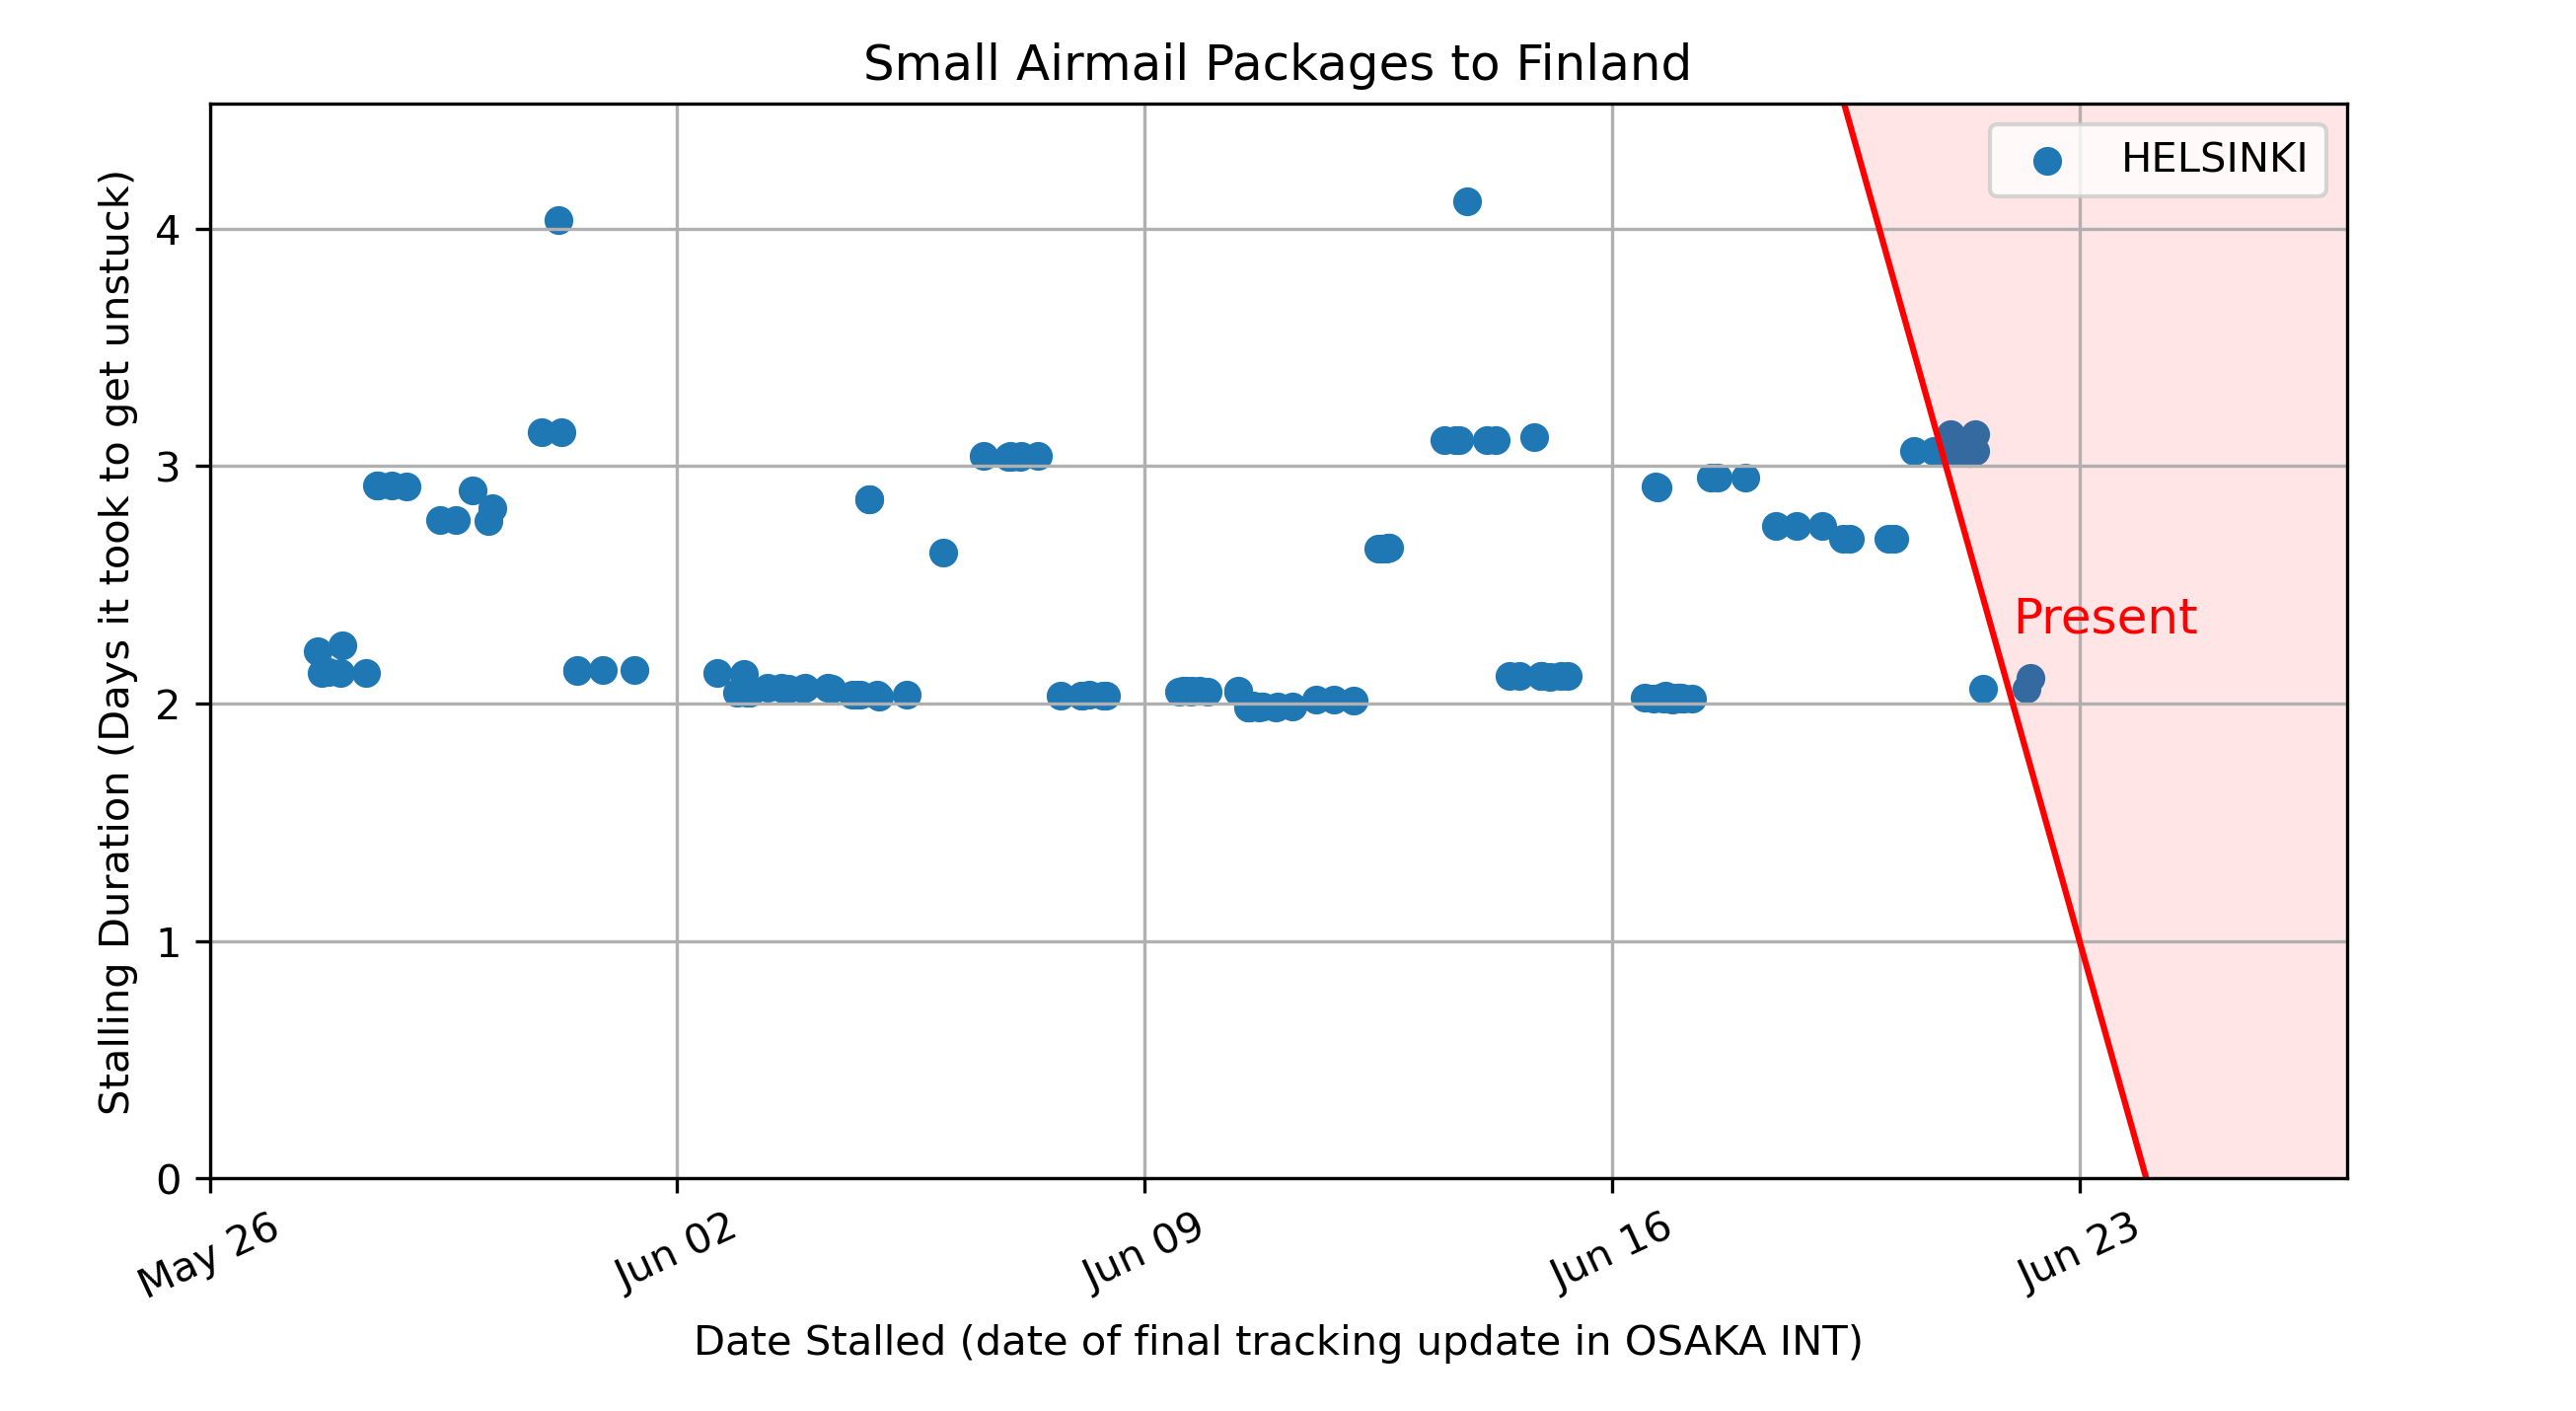 Small Airmail Packages to Finland
HELSINKI
Stalling Duration (Days it took to get unstuck)
4
3
2
1
0
Present
May 26
Jun 02
Jun 09
Jun 16
Jun 23
Date Stalled (date of final tracking update in OSAKA INT)